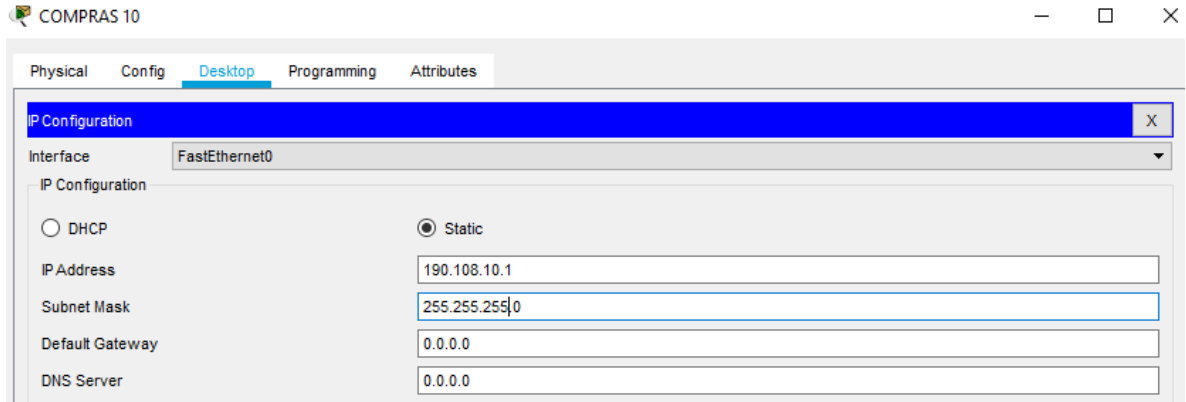 COMPRAS 10
Physical Config Desktop Programming Attributes
IP Configuration X
Interface FastEthernet0
IP Configuration
DHCP Static
IP Address 190.108.10.1
Subnet Mask 255.255.255.0
Default Gateway 0.0.0.0
DNS Server 0.0.0.0